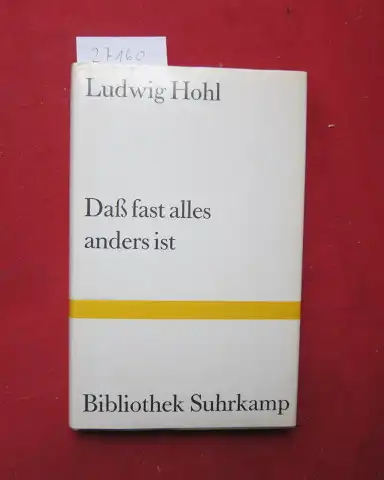 27160
Ludwig Hohl
Daß fast alles
anders ist
Bibliothek Suhrkamp